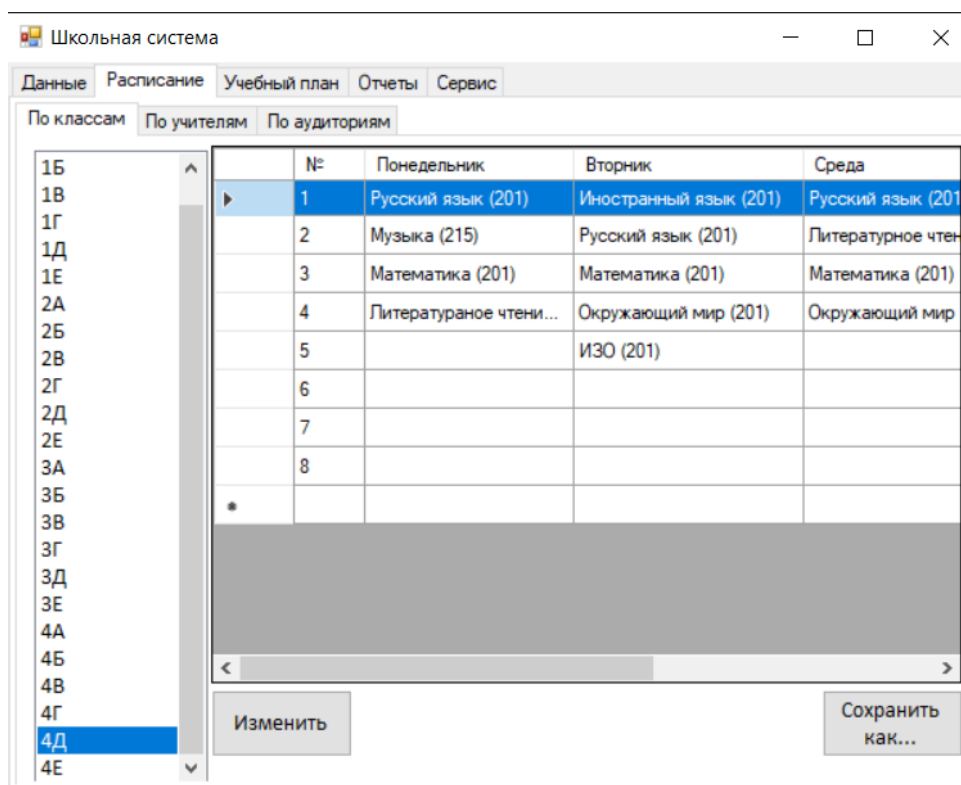 Школьная система
Данные Расписание Учебный план Отчеты Сервис
По классам По учителям По аудиториям
1Б
1В
1Г
1Д
1Е
2А
2Б
2В
2Г
2Д
2Е
3А
3Б
3В
3Г
3Д
3Е
4А
4Б
4В
4Г
4Д
4Е
№ Понедельник Вторник Среда
1 Русский язык (201) Иностранный язык (201) Русский язык (201
2 Музыка (215) Русский язык (201) Литературное чтен
3 Математика (201) Математика (201) Математика (201)
4 Литератураное чтени... Окружающий мир (201) Окружающий мир
5 ИЗО (201)
6
7
8
Изменить
Сохранить
как...